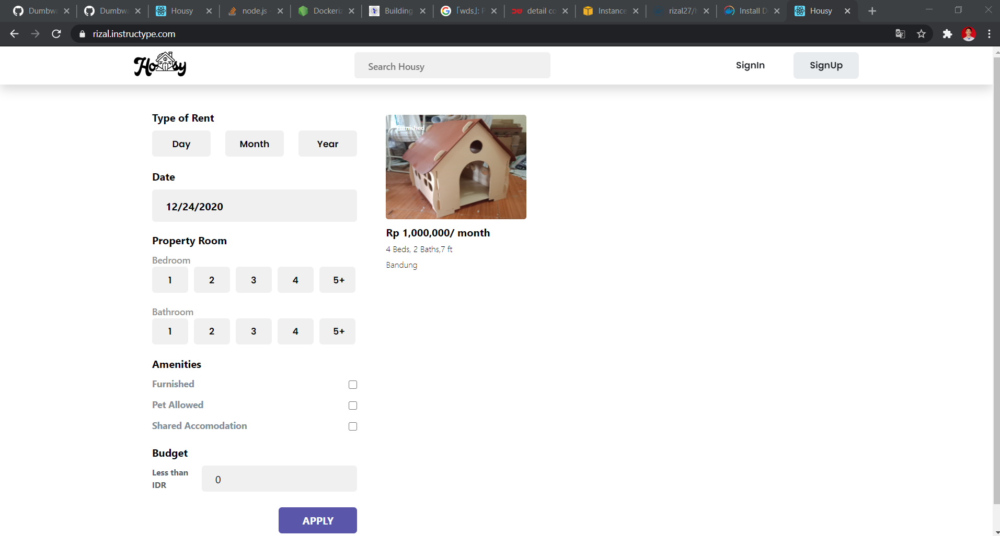 Dumbwa
Dumbwa
Housy
node.js -
Dockeriz
Building
「wds」: P
detail co
Instance
rizal27/h
Install D
Housy
rizal.instructype.com
Housy
Search Housy
SignIn
SignUp
Type of Rent
Day
Month
Year
Date
12/24/2020
Property Room
Bedroom
1
2
3
4
5+
Bathroom
1
2
3
4
5+
Amenities
Furnished
Pet Allowed
Shared Accomodation
Budget
Less than
IDR
0
APPLY
Furnished
Rp 1,000,000/ month
4 Beds, 2 Baths,7 ft
Bandung